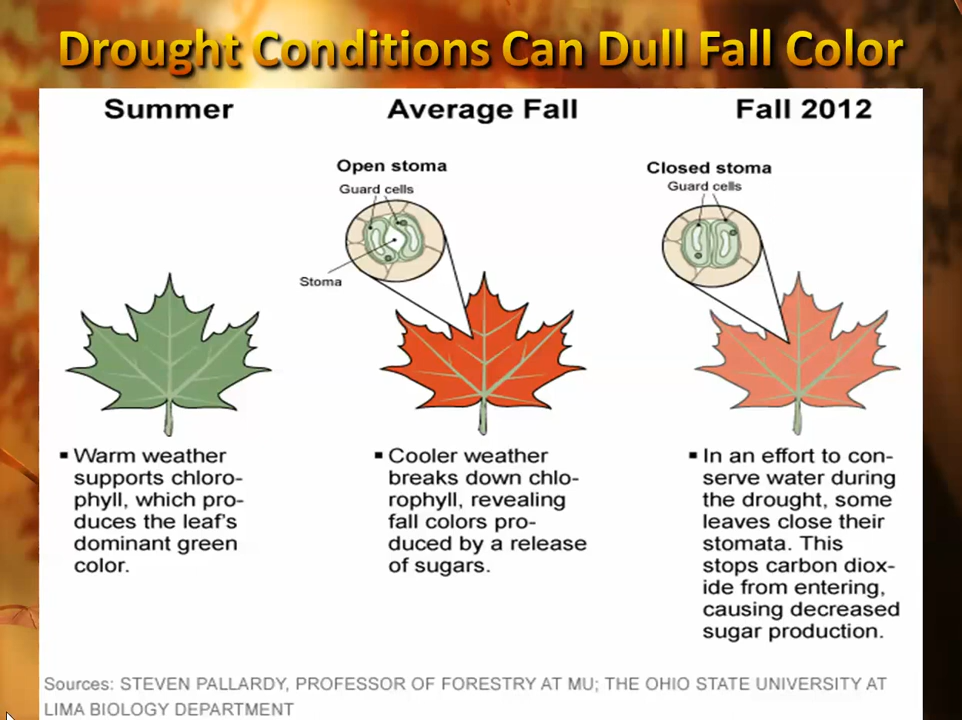 Drought Conditions Can Dull Fall Color
Summer
Average Fall
Fall 2012
Open stoma
Guard cells
Stoma
Closed stoma
Guard cells
▪ Warm weather
supports chloro-
phyll, which pro-
duces the leaf's
dominant green
color.
▪ Cooler weather
breaks down chlo-
rophyll, revealing
fall colors pro-
duced by a release
of sugars.
▪ In an effort to con-
serve water during
the drought, some
leaves close their
stomata. This
stops carbon diox-
ide from entering,
causing decreased
sugar production.
Sources: STEVEN PALLARDY, PROFESSOR OF FORESTRY AT MU; THE OHIO STATE UNIVERSITY AT
LIMA BIOLOGY DEPARTMENT